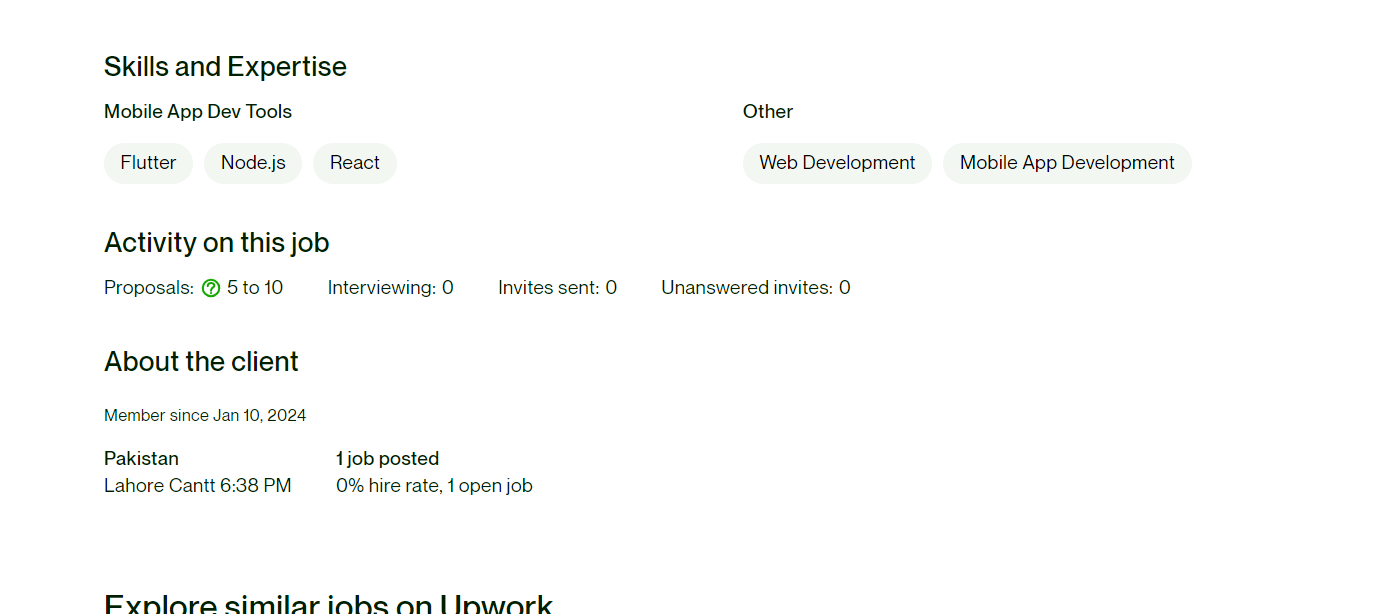 Skills and Expertise
Mobile App Dev Tools
Flutter Node.js React
Other
Web Development Mobile App Development
Activity on this job
Proposals: 5 to 10 Interviewing: 0 Invites sent: 0 Unanswered invites: 0
About the client
Member since Jan 10, 2024
Pakistan
Lahore Cantt 6:38 PM
1 job posted
0% hire rate, 1 open job
Explore similar jobs on Upwork